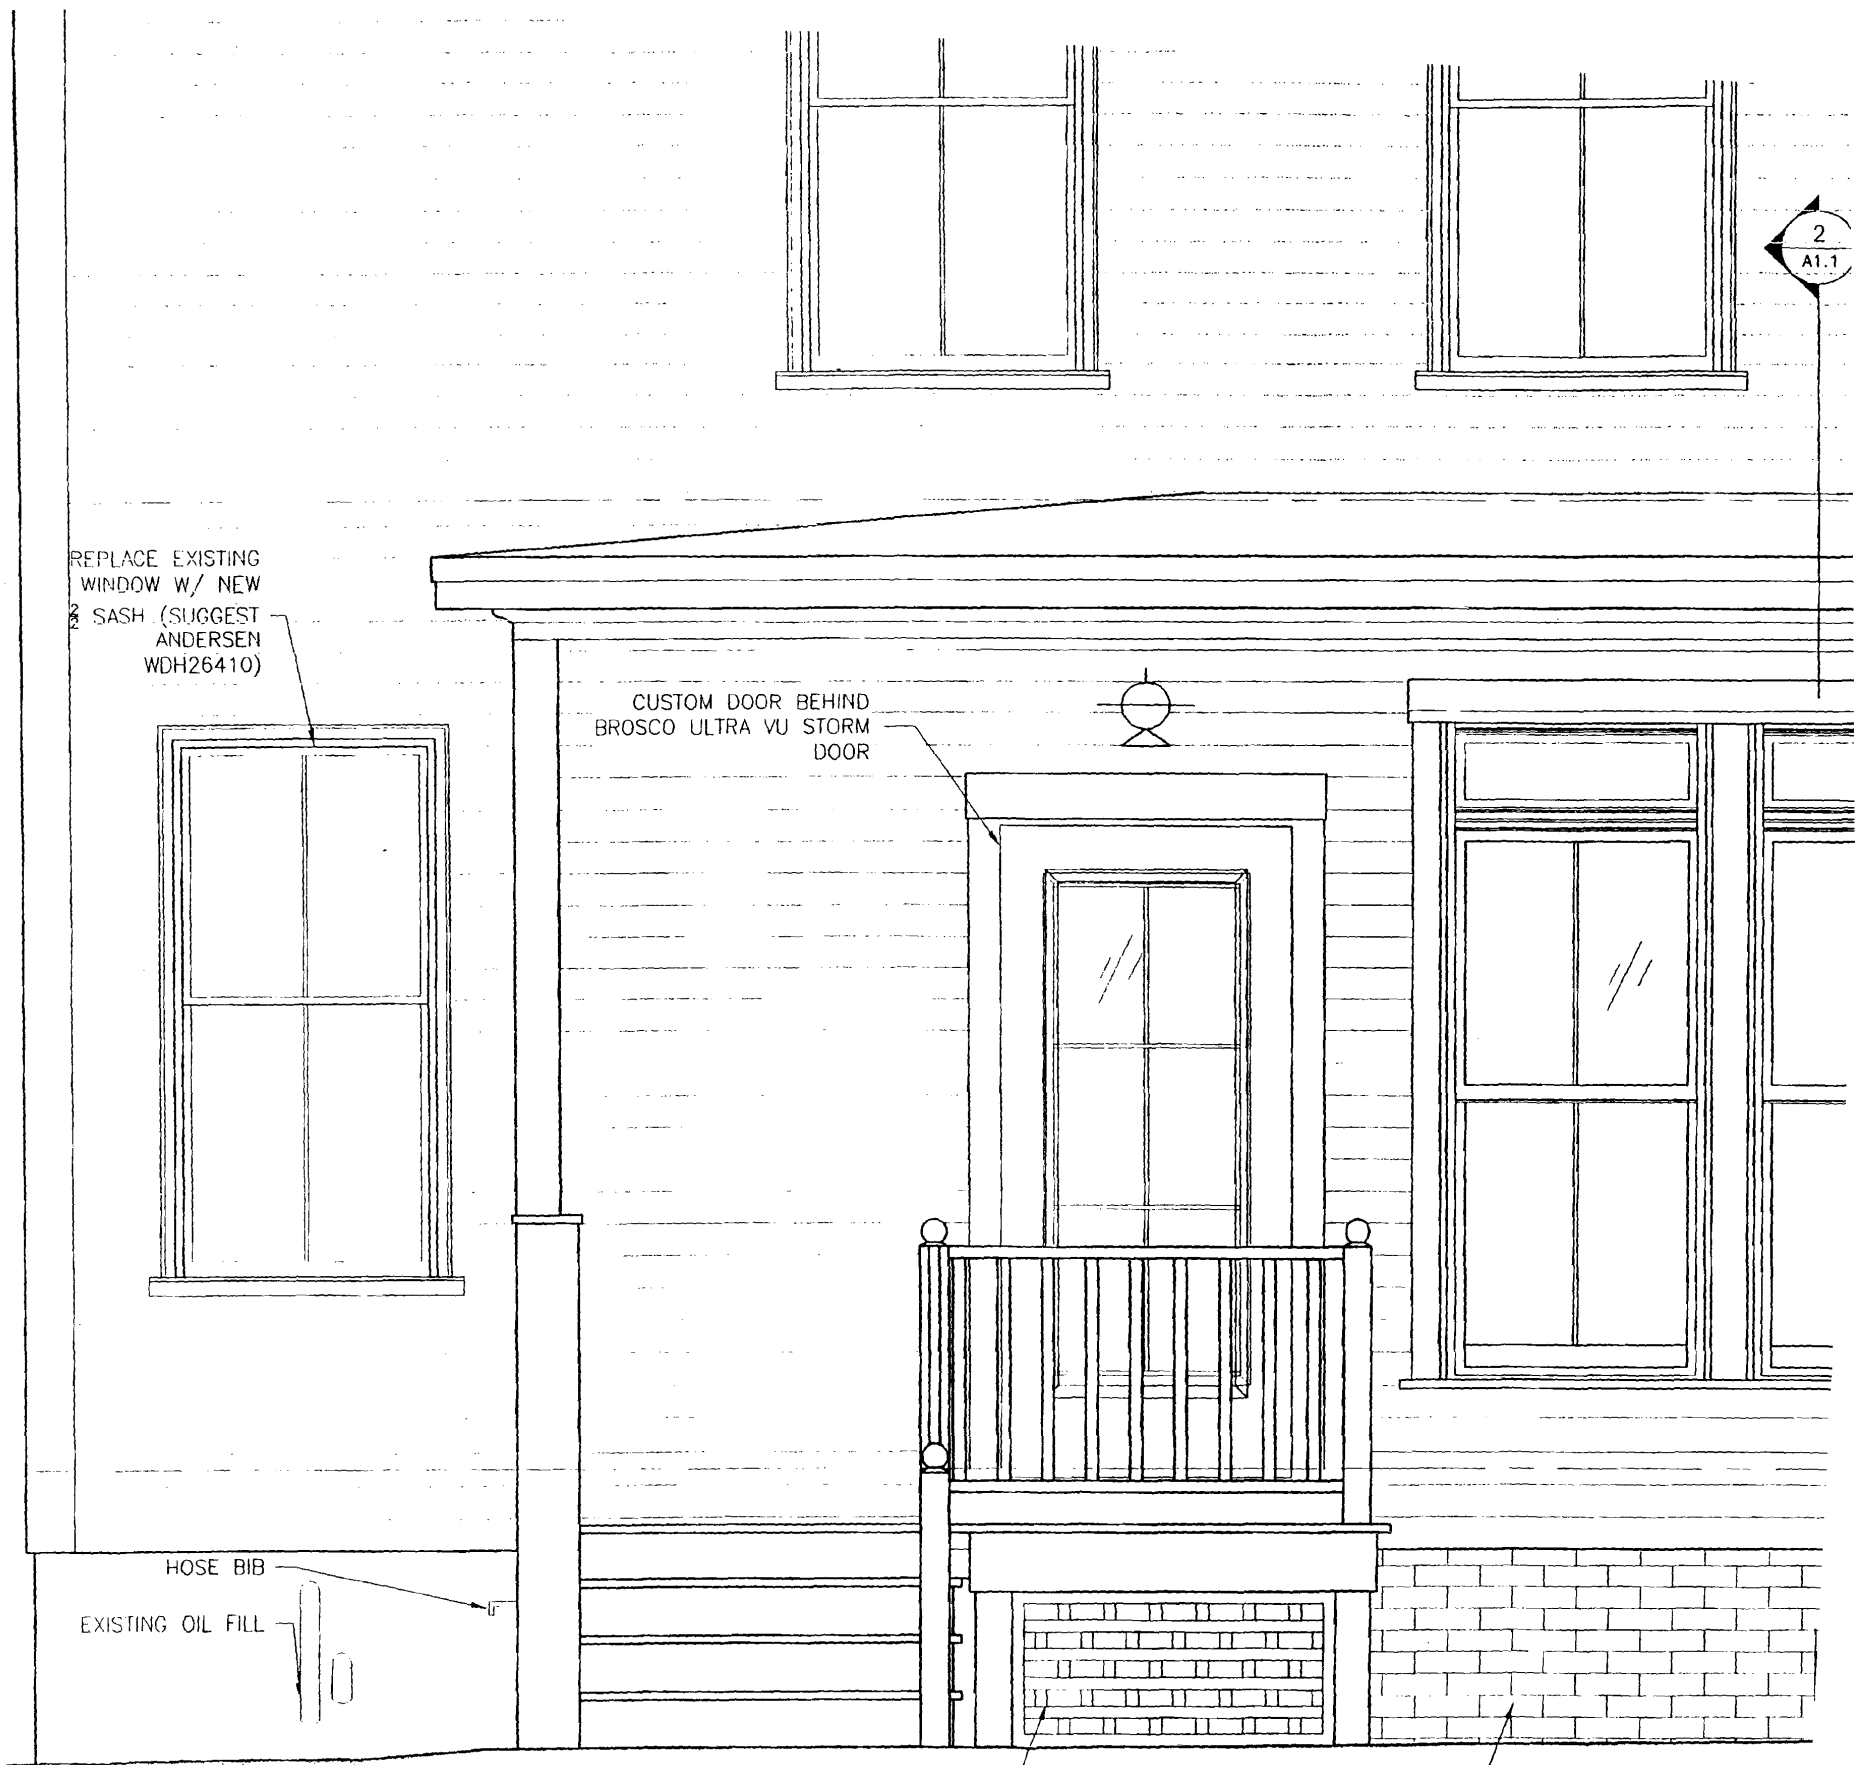 2
A1.1
REPLACE EXISTING
WINDOW W/ NEW
2/2 SASH (SUGGEST
ANDERSEN
WDH26410)
CUSTOM DOOR BEHIND
BROSCO ULTRA VU STORM
DOOR
HOSE BIB
EXISTING OIL FILL